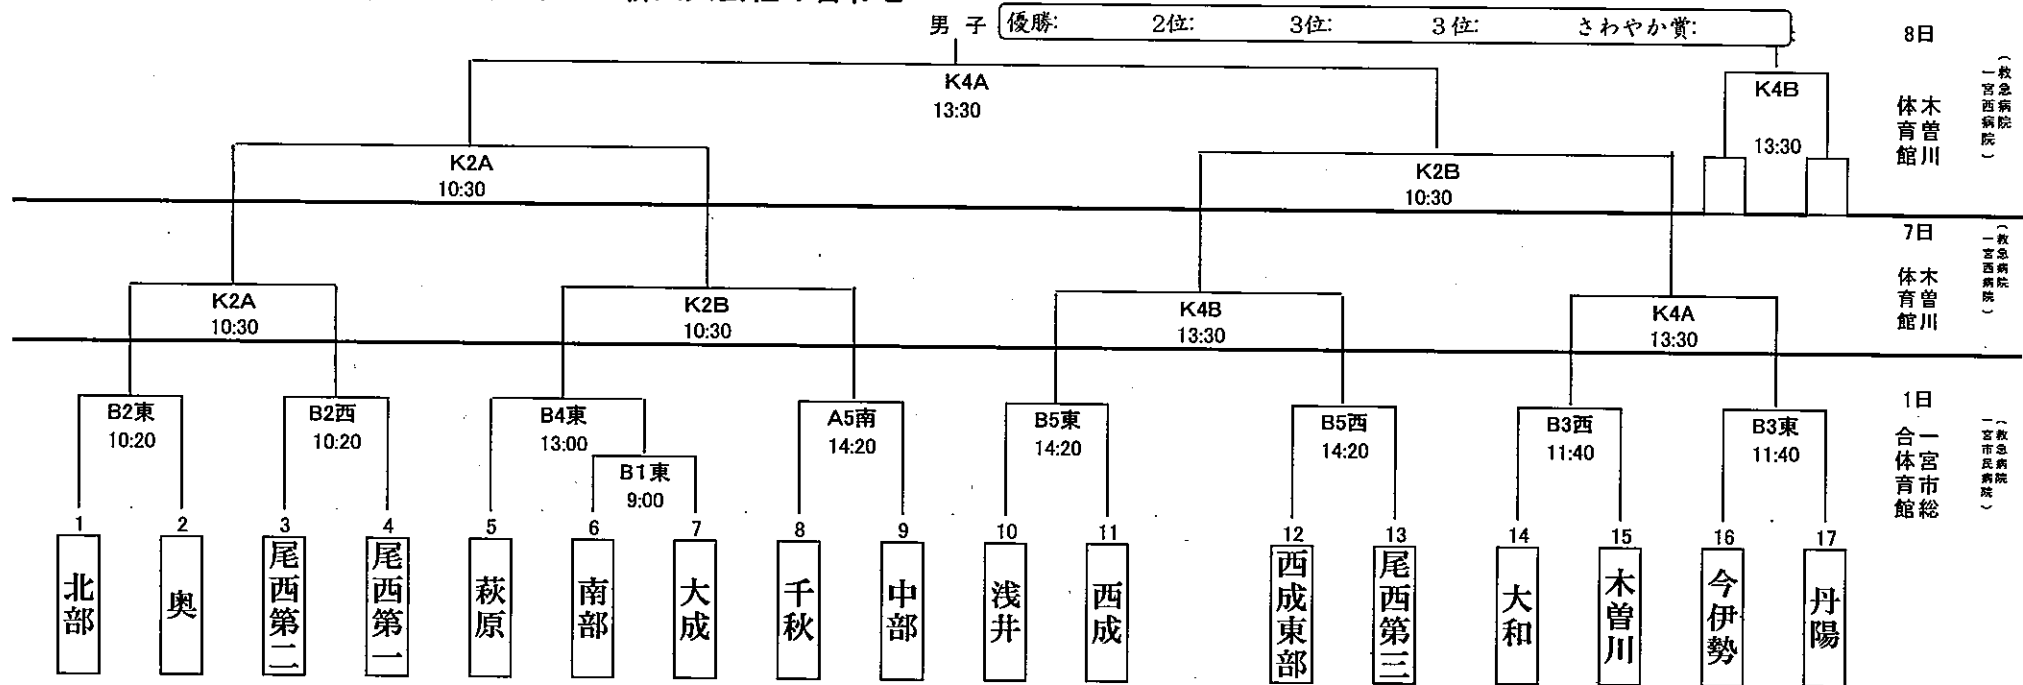 男子 優勝: 2位: 3位: 3位: さわやか賞:
8日
木曽川体育館
(救急病院 一宮西病院)
K4A
13:30
K4B
13:30
K2A
10:30
K2B
10:30
7日
木曽川体育館
(救急病院 一宮西病院)
K2A
10:30
K2B
10:30
K4B
13:30
K4A
13:30
1日
一宮市総合体育館
(救急病院 一宮市民病院)
B2東
10:20
B2西
10:20
B4東
13:00
B1東
9:00
A5南
14:20
B5東
14:20
B5西
14:20
B3西
11:40
B3東
11:40
1 北部
2 奥
3 尾西第二
4 尾西第一
5 萩原
6 南部
7 大成
8 千秋
9 中部
10 浅井
11 西成
12 西成東部
13 尾西第三
14 大和
15 木曽川
16 今伊勢
17 丹陽